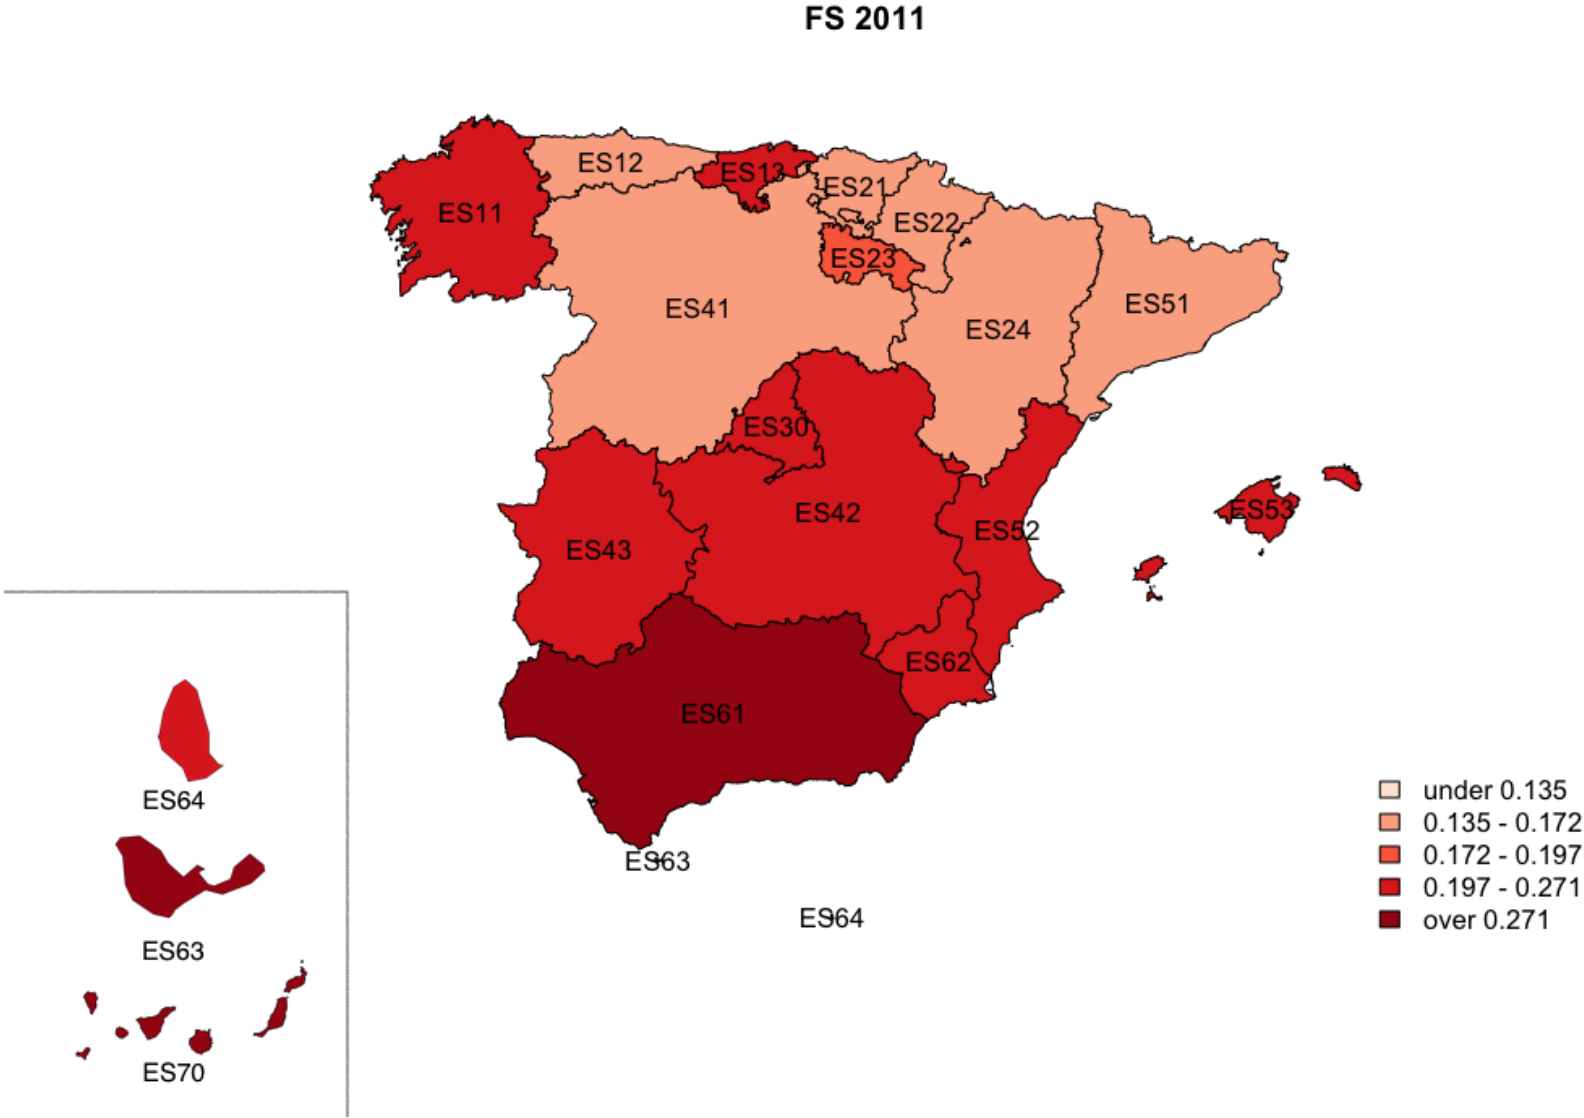 FS 2011
ES12
ES13
ES21
ES11
ES22
ES23
ES41
ES51
ES24
ES30
ES53
ES42
ES52
ES43
ES62
ES61
ES63
ES64
ES64
ES63
ES70
under 0.135
0.135 - 0.172
0.172 - 0.197
0.197 - 0.271
over 0.271